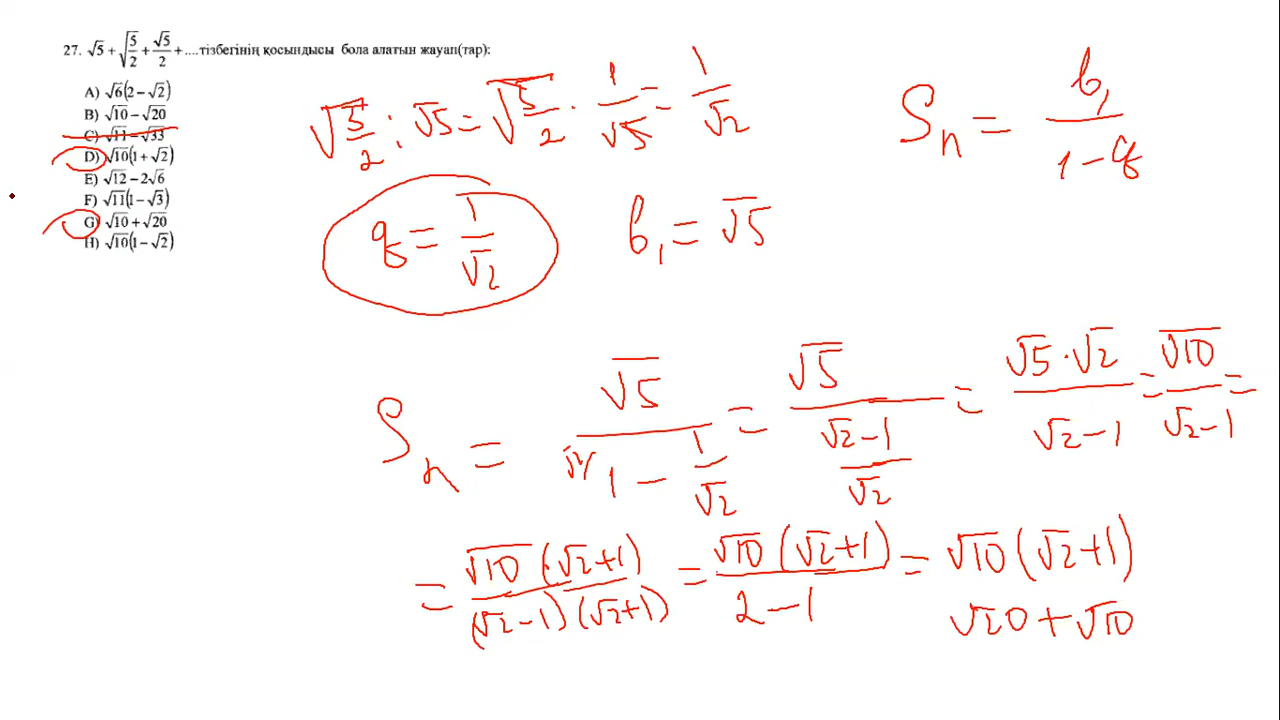 27. √5 + √(5/2) + √5/2 + ....тізбегінің қосындысы бола алатын жауап(тар):
A) √6(2 − √2)
B) √10 − √20
C) √11 − √33
D) √10(1 + √2)
E) √12 − 2√6
F) √11(1 − √3)
G) √10 + √20
H) √10(1 − √2)
√(5/2) : √5 = √(5/2) · 1/√5 = 1/√2
Sn = b₁/(1 − q)
q = 1/√2
b₁ = √5
Sn = √5/(√2/ 1 − 1/√2) = √5/((√2 − 1)/√2) = (√5 · √2)/(√2 − 1) = √10/(√2 − 1) =
= √10(√2 + 1)/((√2 − 1)(√2 + 1)) = √10(√2 + 1)/(2 − 1) = √10(√2 + 1)
√20 + √10